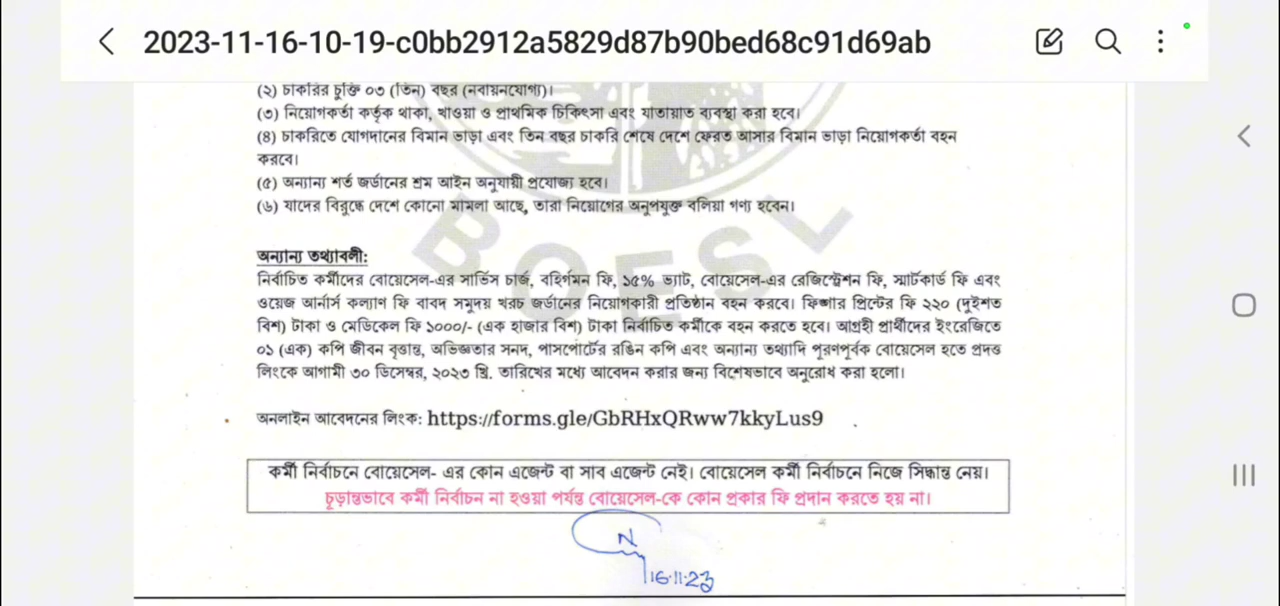 2023-11-16-10-19-c0bb2912a5829d87b90bed68c91d69ab
(২) চাকরির চুক্তি ০৩ (তিন) বছর (নবায়নযোগ্য)।
(৩) নিয়োগকর্তা কর্তৃক থাকা, খাওয়া ও প্রাথমিক চিকিৎসা এবং যাতায়াত ব্যবস্থা করা হবে।
(৪) চাকরিতে যোগদানের বিমান ভাড়া এবং তিন বছর চাকরি শেষে দেশে ফেরত আসার বিমান ভাড়া নিয়োগকর্তা বহন
করবে।
(৫) অন্যান্য শর্ত জর্ডানের শ্রম আইন অনুযায়ী প্রযোজ্য হবে।
(৬) যাদের বিরুদ্ধে দেশে কোনো মামলা আছে, তারা নিয়োগের অনুপযুক্ত বলিয়া গণ্য হবেন।
BOESL
অন্যান্য তথ্যাবলী:
নির্বাচিত কর্মীদের বোয়েসেল-এর সার্ভিস চার্জ, বহির্গমন ফি, ১৫% ভ্যাট, বোয়েসেল-এর রেজিস্ট্রেশন ফি, স্মার্টকার্ড ফি এবং
ওয়েজ আর্নার্স কল্যাণ ফি বাবদ সমুদয় খরচ জর্ডানের নিয়োগকারী প্রতিষ্ঠান বহন করবে। ফিঙ্গার প্রিন্টের ফি ২২০ (দুইশত
বিশ) টাকা ও মেডিকেল ফি ১০০০/- (এক হাজার বিশ) টাকা নির্বাচিত কর্মীকে বহন করতে হবে। আগ্রহী প্রার্থীদের ইংরেজিতে
০১ (এক) কপি জীবন বৃত্তান্ত, অভিজ্ঞতার সনদ, পাসপোর্টের রঙিন কপি এবং অন্যান্য তথ্যাদি পূরণপূর্বক বোয়েসেল হতে প্রদত্ত
লিংকে আগামী ৩০ ডিসেম্বর, ২০২৩ খ্রি. তারিখের মধ্যে আবেদন করার জন্য বিশেষভাবে অনুরোধ করা হলো।
অনলাইন আবেদনের লিংক: https://forms.gle/GbRHxQRww7kkyLus9
কর্মী নির্বাচনে বোয়েসেল- এর কোন এজেন্ট বা সাব এজেন্ট নেই। বোয়েসেল কর্মী নির্বাচনে নিজে সিদ্ধান্ত নেয়।
চূড়ান্তভাবে কর্মী নির্বাচন না হওয়া পর্যন্ত বোয়েসেল-কে কোন প্রকার ফি প্রদান করতে হয় না।
16.11.23